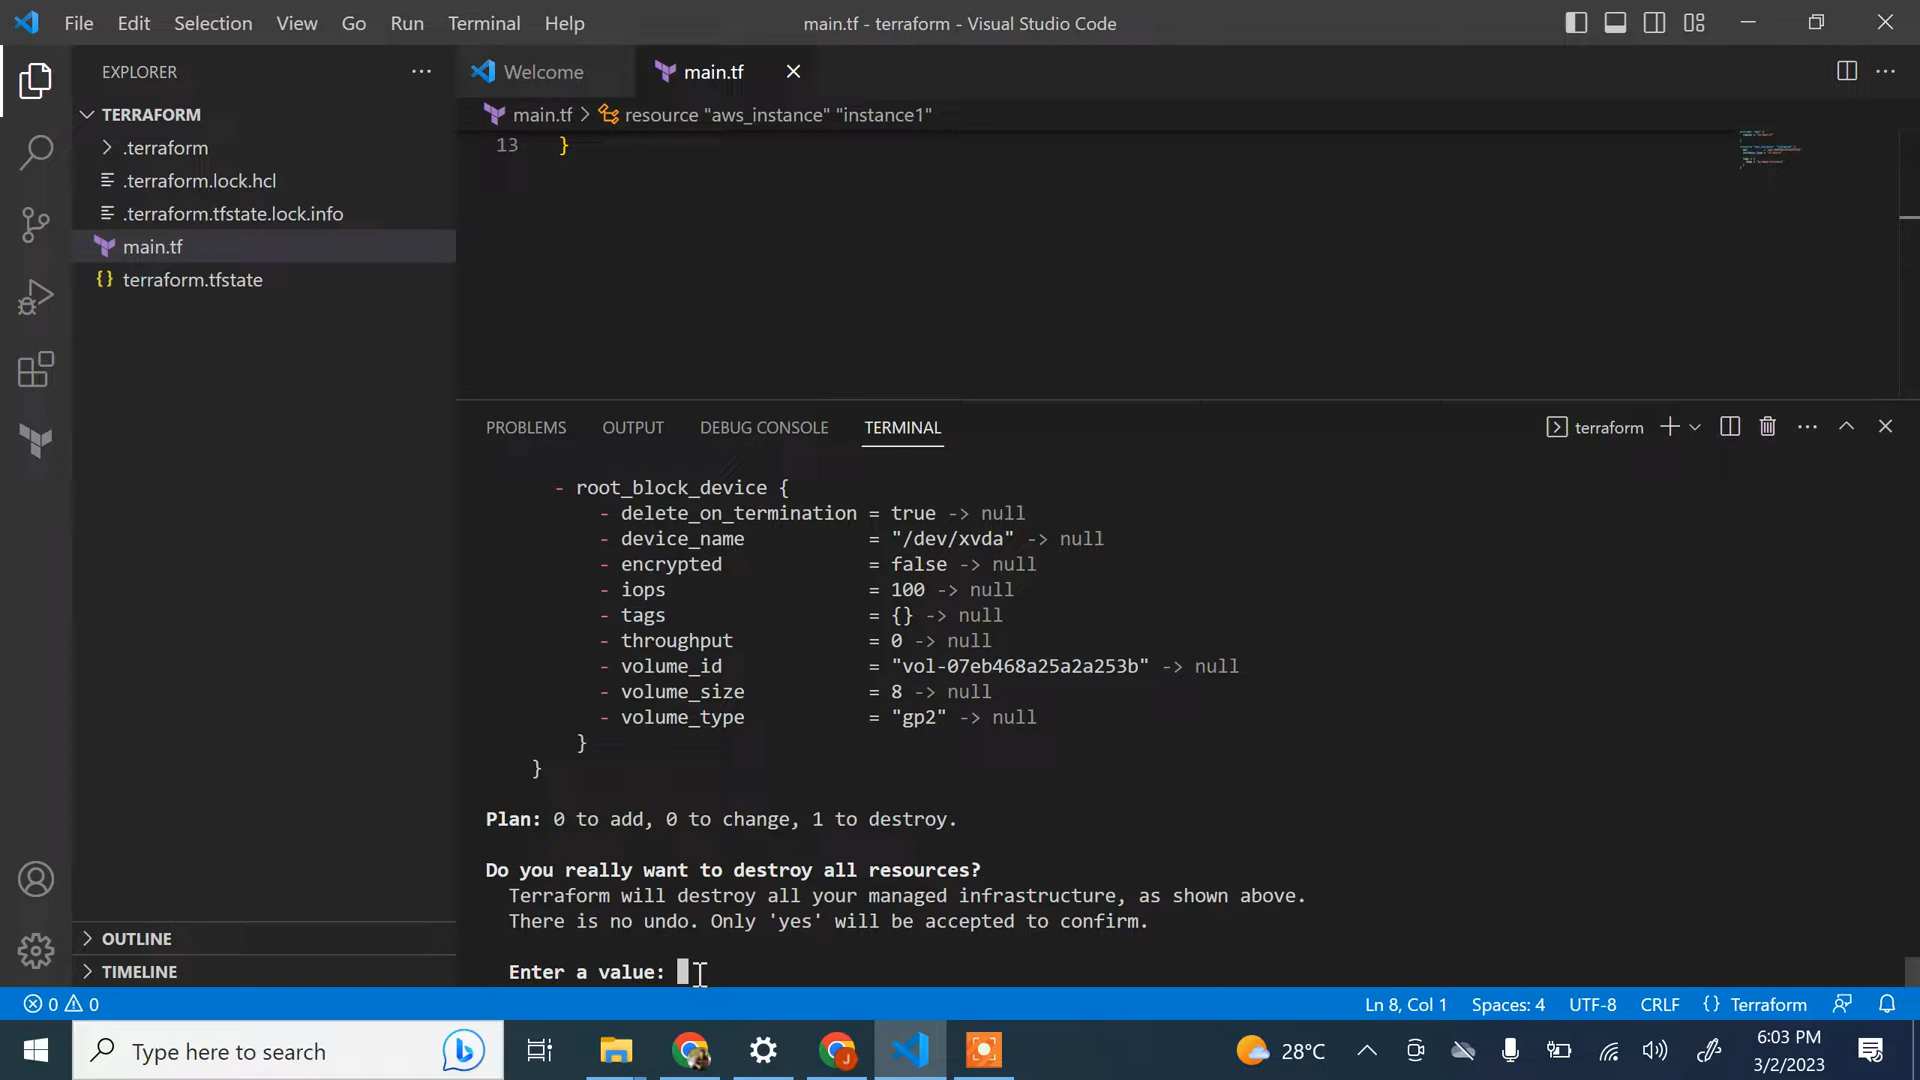 File Edit Selection View Go Run Terminal Help
main.tf - terraform - Visual Studio Code
EXPLORER
TERRAFORM
.terraform
.terraform.lock.hcl
.terraform.tfstate.lock.info
main.tf
{} terraform.tfstate
OUTLINE
TIMELINE
Welcome
main.tf
main.tf > resource "aws_instance" "instance1"
13 }
PROBLEMS OUTPUT DEBUG CONSOLE TERMINAL
terraform
- root_block_device {
- delete_on_termination = true -> null
- device_name = "/dev/xvda" -> null
- encrypted = false -> null
- iops = 100 -> null
- tags = {} -> null
- throughput = 0 -> null
- volume_id = "vol-07eb468a25a2a253b" -> null
- volume_size = 8 -> null
- volume_type = "gp2" -> null
}
}
Plan: 0 to add, 0 to change, 1 to destroy.
Do you really want to destroy all resources?
Terraform will destroy all your managed infrastructure, as shown above.
There is no undo. Only 'yes' will be accepted to confirm.
Enter a value:
0 0
Ln 8, Col 1 Spaces: 4 UTF-8 CRLF {} Terraform
Type here to search
28°C
6:03 PM
3/2/2023